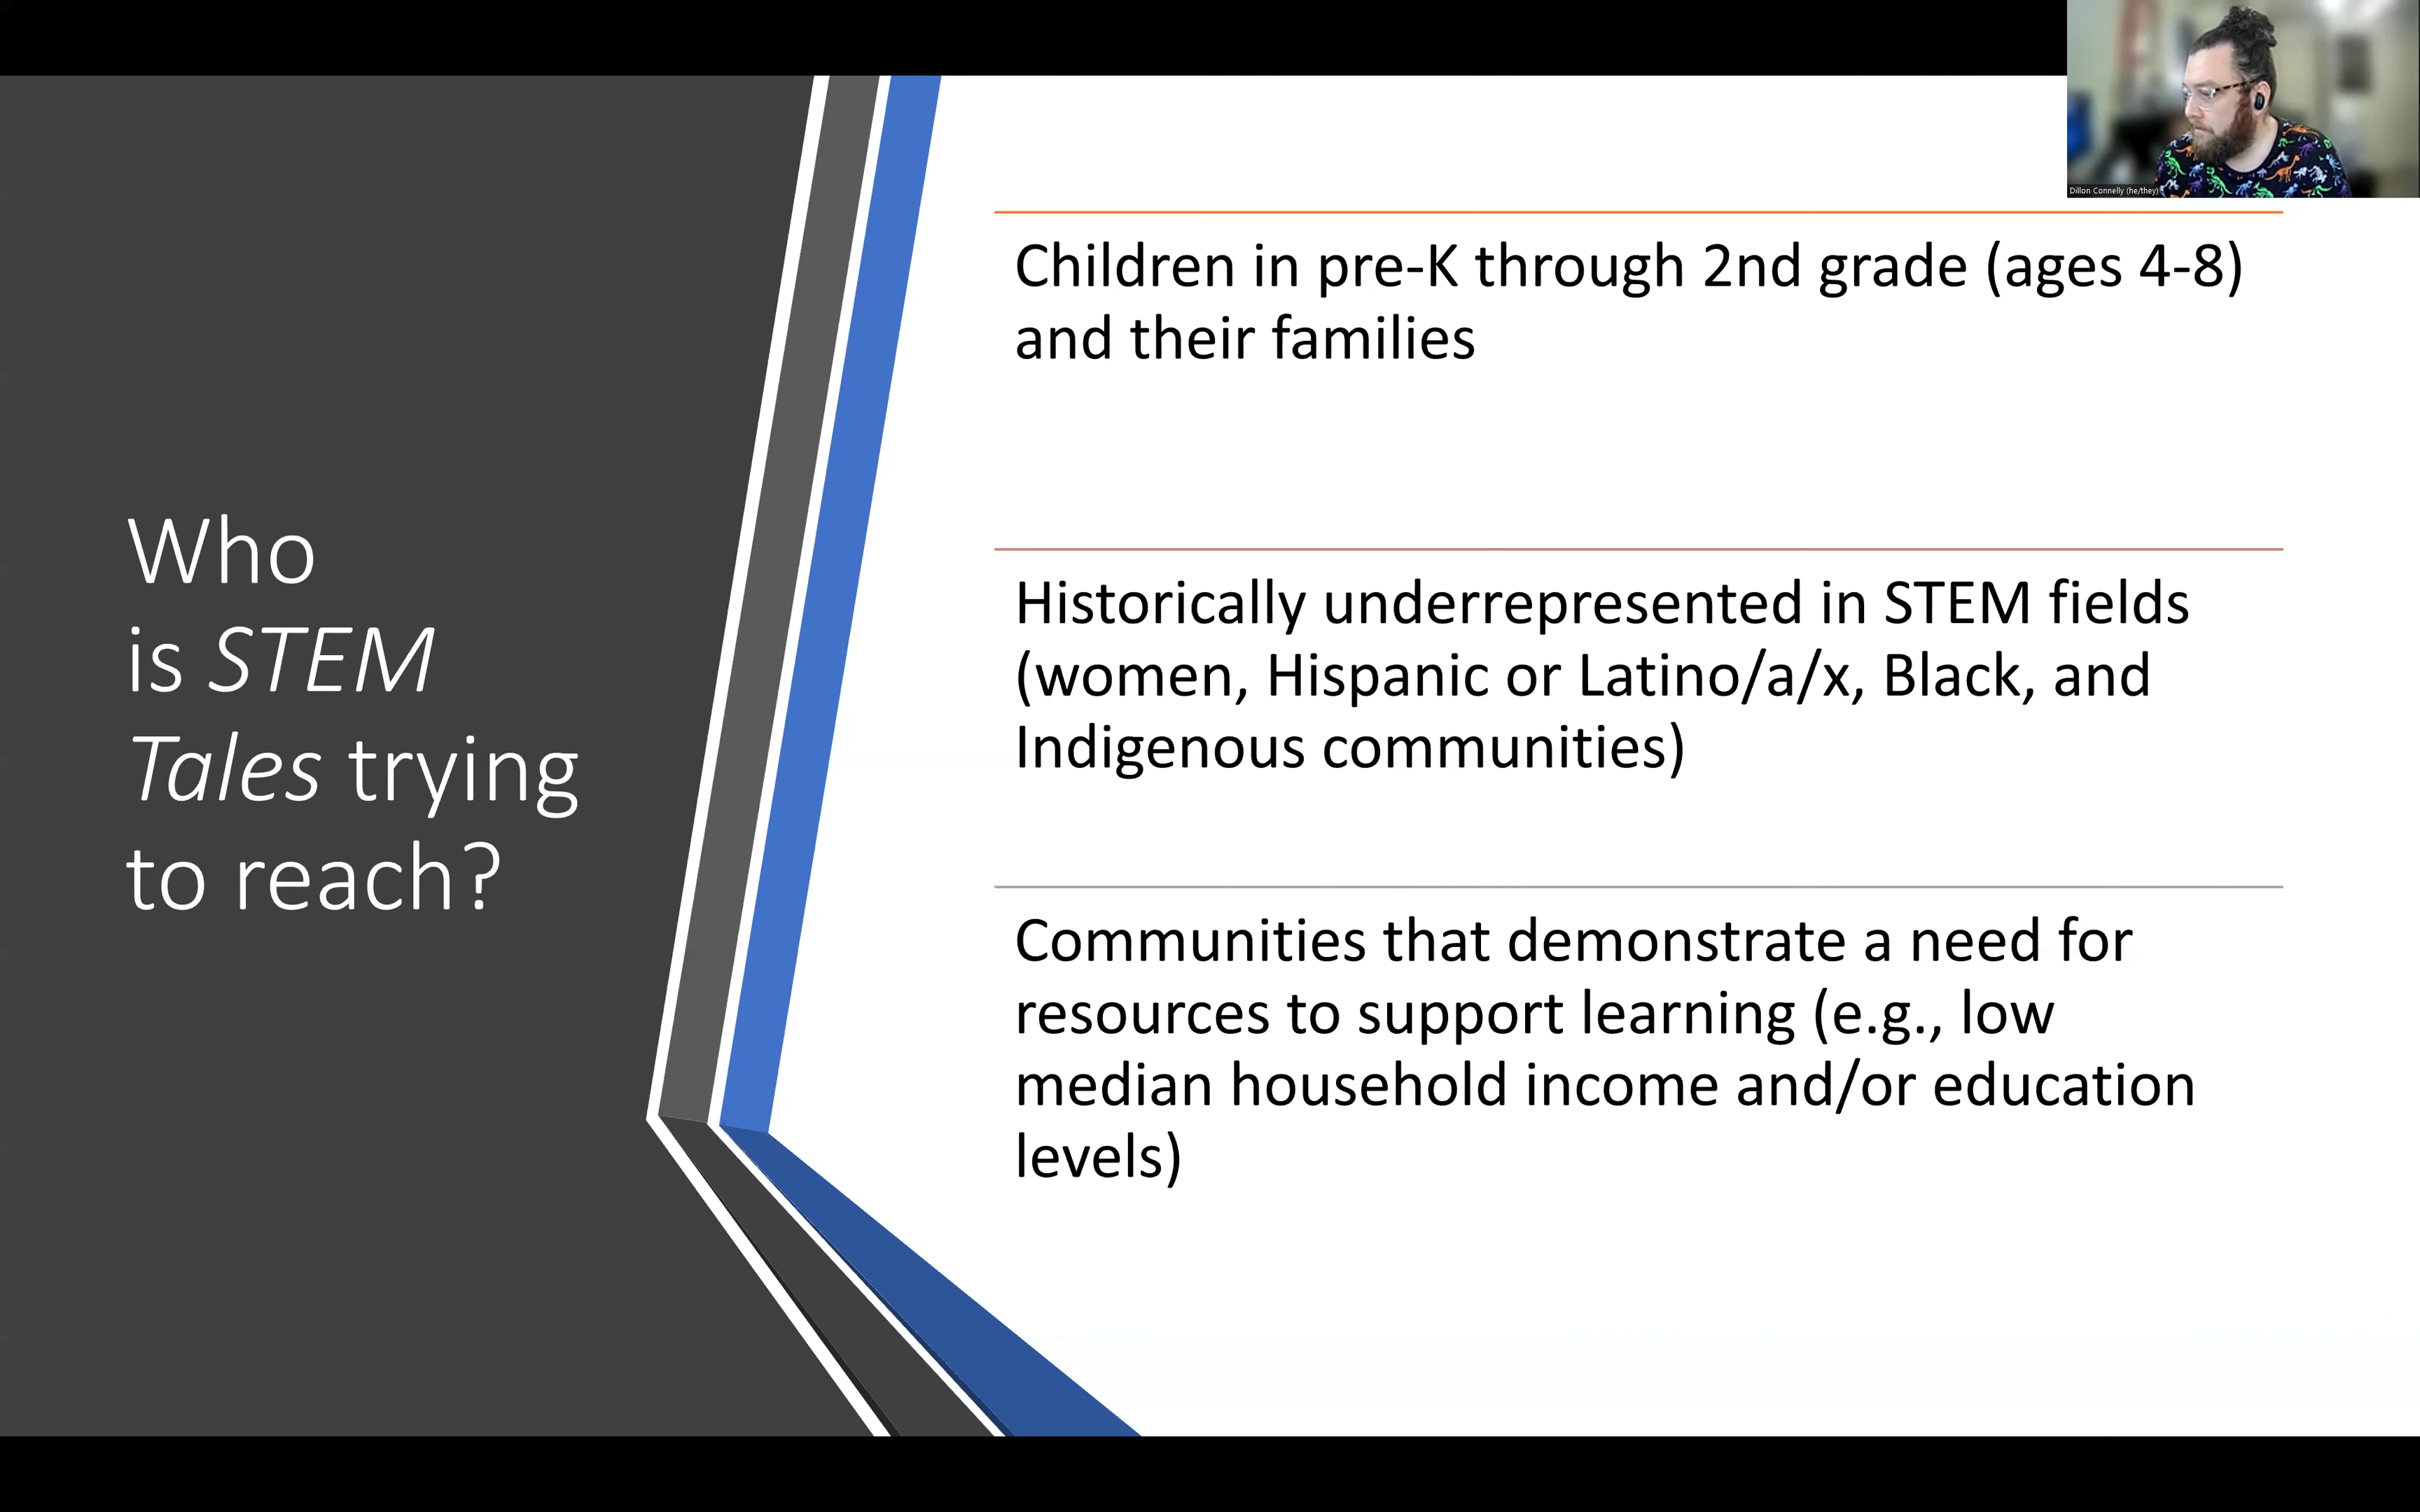 Who
is STEM
Tales trying
to reach?
Dillon Connelly (he/they)
Children in pre-K through 2nd grade (ages 4-8)
and their families
Historically underrepresented in STEM fields
(women, Hispanic or Latino/a/x, Black, and
Indigenous communities)
Communities that demonstrate a need for
resources to support learning (e.g., low
median household income and/or education
levels)